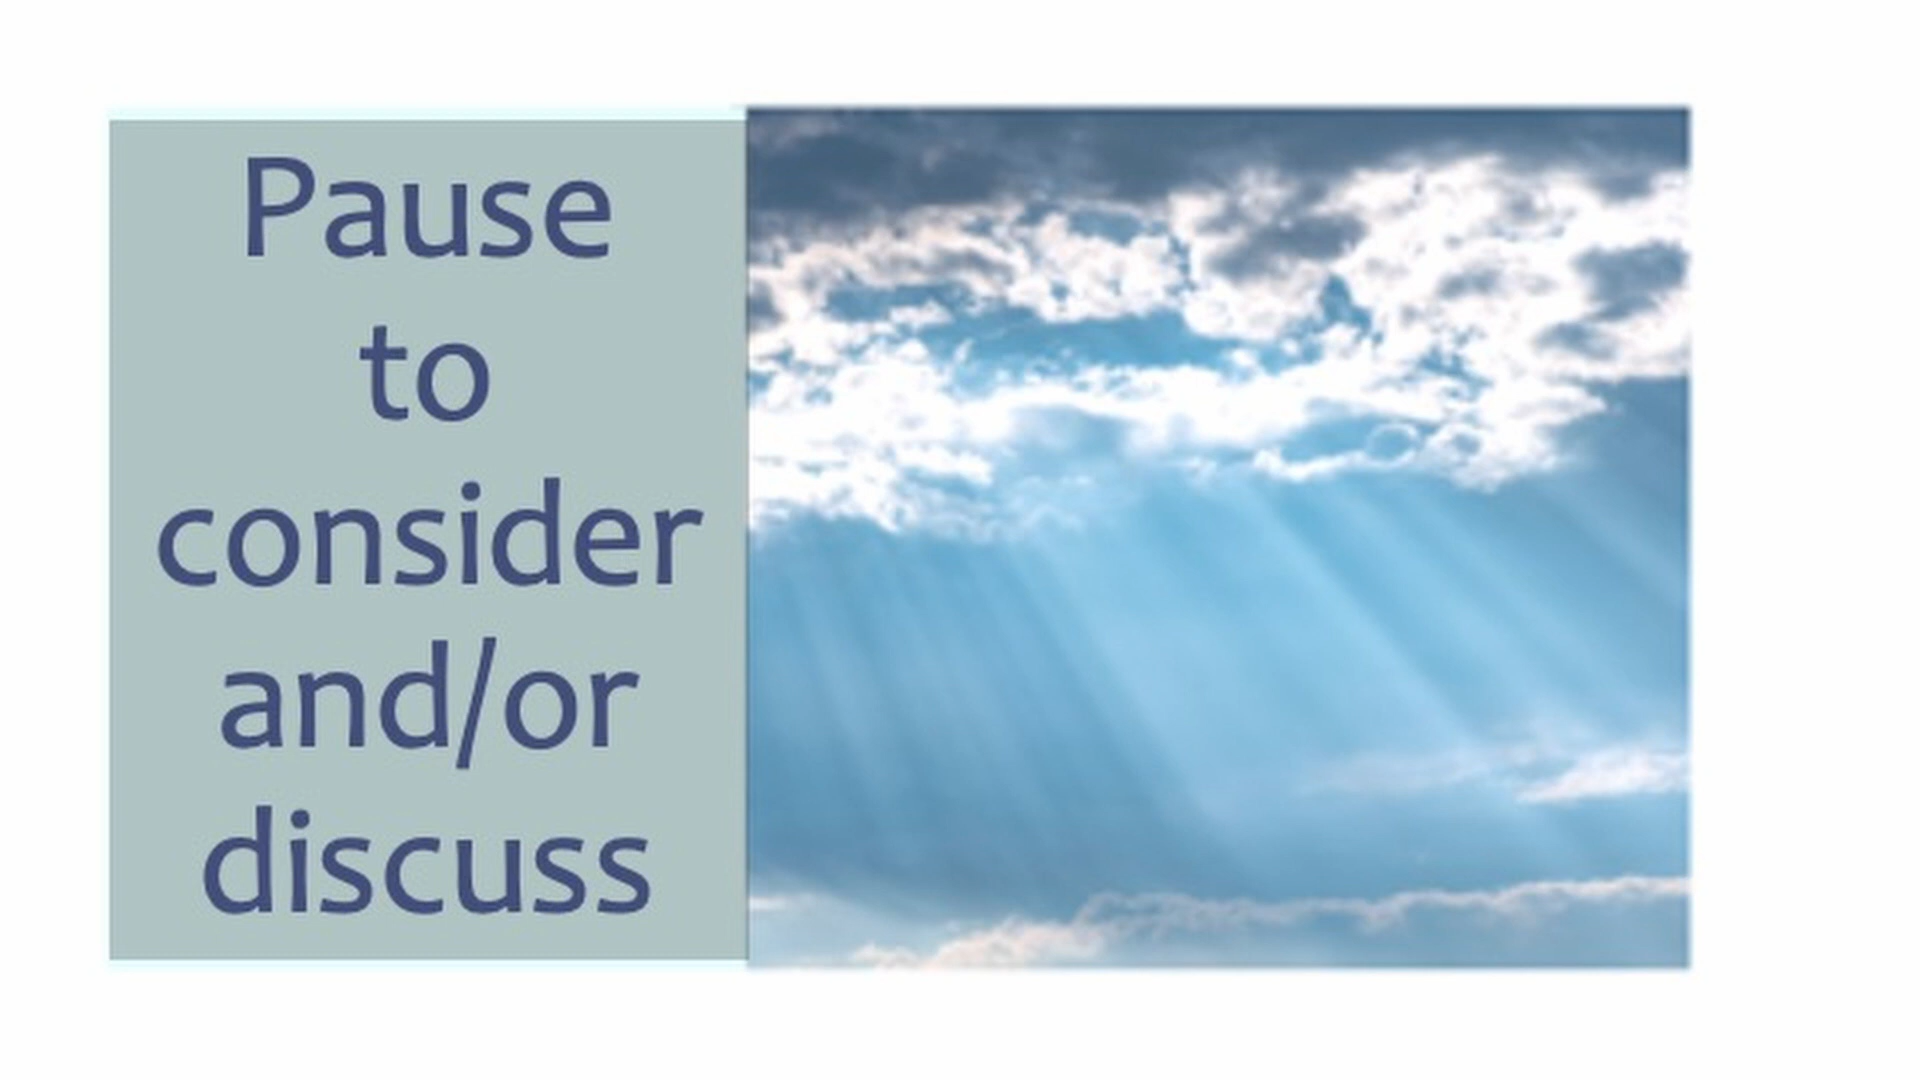 Pause
to
consider
and/or
discuss